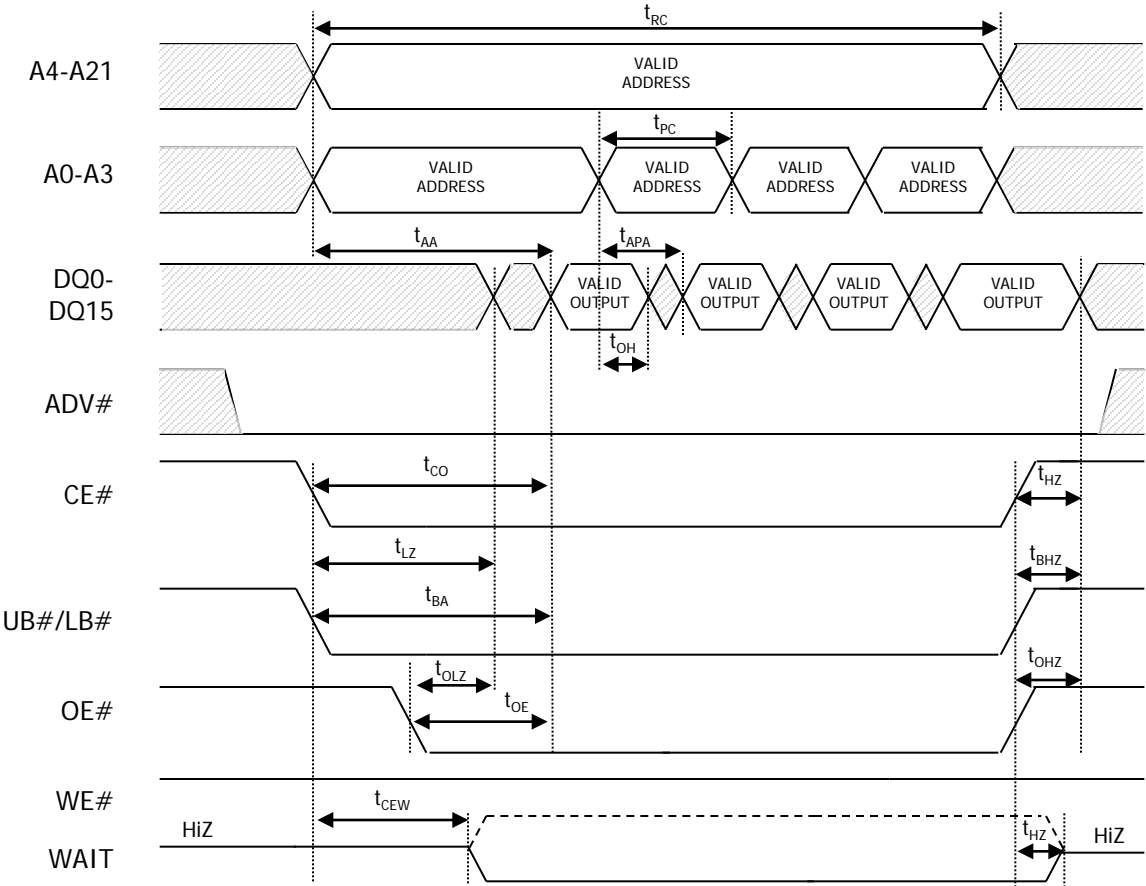 tRC
A4-A21
VALID
ADDRESS
tPC
A0-A3
VALID
ADDRESS
VALID
ADDRESS
VALID
ADDRESS
VALID
ADDRESS
tAA
tAPA
DQ0-
DQ15
VALID
OUTPUT
VALID
OUTPUT
VALID
OUTPUT
VALID
OUTPUT
tOH
ADV#
tCO
tHZ
CE#
tLZ
tBHZ
tBA
UB#/LB#
tOLZ
tOHZ
tOE
OE#
WE#
tCEW
HiZ
tHZ
HiZ
WAIT